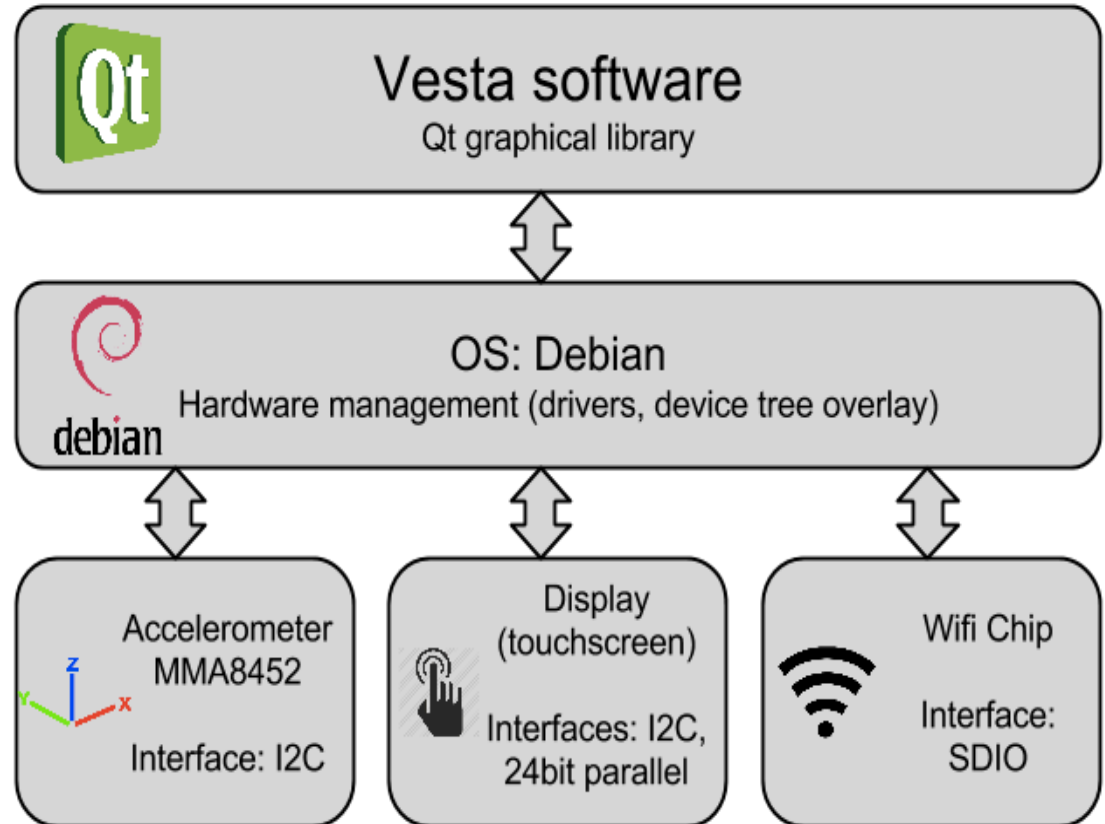 Qt
Vesta software
Qt graphical library
OS: Debian
Hardware management (drivers, device tree overlay)
debian
Accelerometer
MMA8452
Z
Y
X
Interface: I2C
Display
(touchscreen)
Interfaces: I2C,
24bit parallel
Wifi Chip
Interface:
SDIO